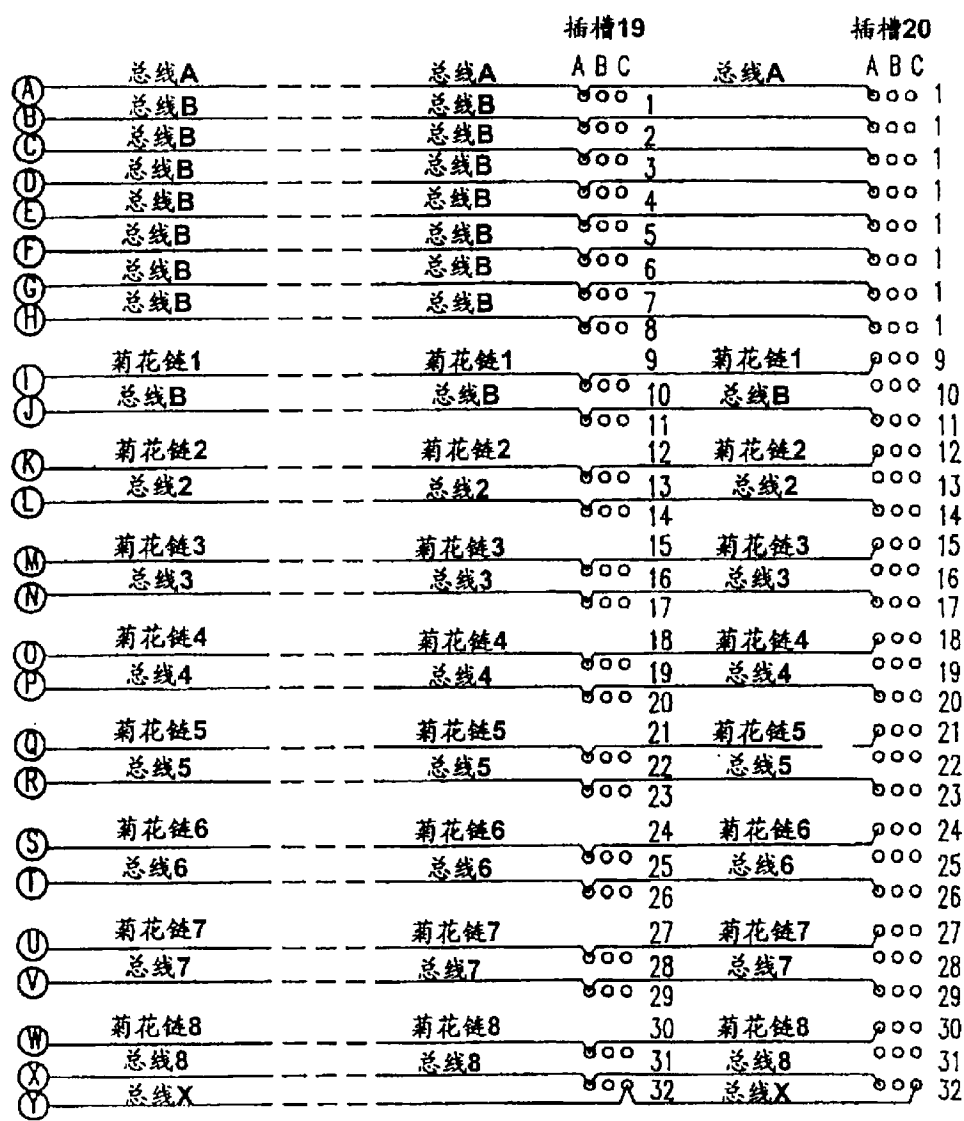 插槽19 插槽20
总线A 总线A A B C 总线A A B C
A 1 1
总线B 总线B
B 2 1
总线B 总线B
C 3 1
总线B 总线B
D 4 1
总线B 总线B
E 5 1
总线B 总线B
F 6 1
总线B 总线B
G 7 1
总线B 总线B
H 8 1
菊花链1 菊花链1 9 菊花链1 9
I 10 10
总线B 总线B 总线B
J 11 11
菊花链2 菊花链2 12 菊花链2 12
K 13 13
总线2 总线2 总线2
L 14 14
菊花链3 菊花链3 15 菊花链3 15
M 16 16
总线3 总线3 总线3
N 17 17
菊花链4 菊花链4 18 菊花链4 18
O 19 19
总线4 总线4 总线4
P 20 20
菊花链5 菊花链5 21 菊花链5 21
Q 22 22
总线5 总线5 总线5
R 23 23
菊花链6 菊花链6 24 菊花链6 24
S 25 25
总线6 总线6 总线6
T 26 26
菊花链7 菊花链7 27 菊花链7 27
U 28 28
总线7 总线7 总线7
V 29 29
菊花链8 菊花链8 30 菊花链8 30
W 31 31
总线8 总线8 总线8
X 32 32
Y 总线X 总线X